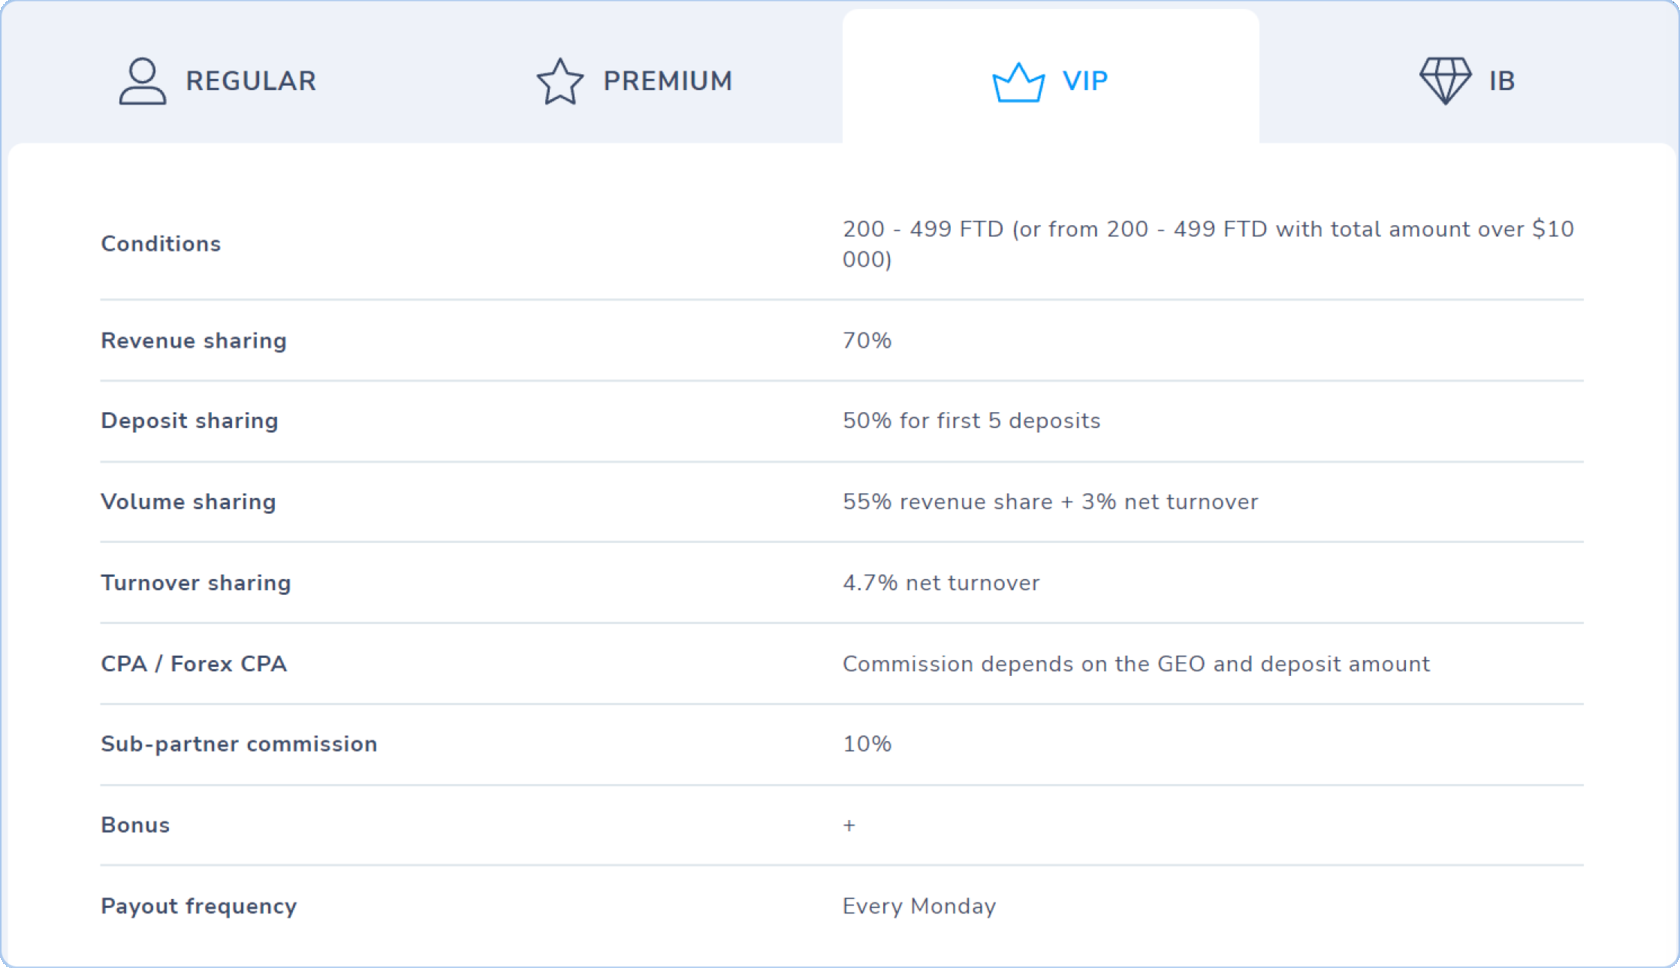 REGULAR
PREMIUM
VIP
IB
Conditions
200 - 499 FTD (or from 200 - 499 FTD with total amount over $10
000)
Revenue sharing
70%
Deposit sharing
50% for first 5 deposits
Volume sharing
55% revenue share + 3% net turnover
Turnover sharing
4.7% net turnover
CPA / Forex CPA
Commission depends on the GEO and deposit amount
Sub-partner commission
10%
Bonus
+
Payout frequency
Every Monday